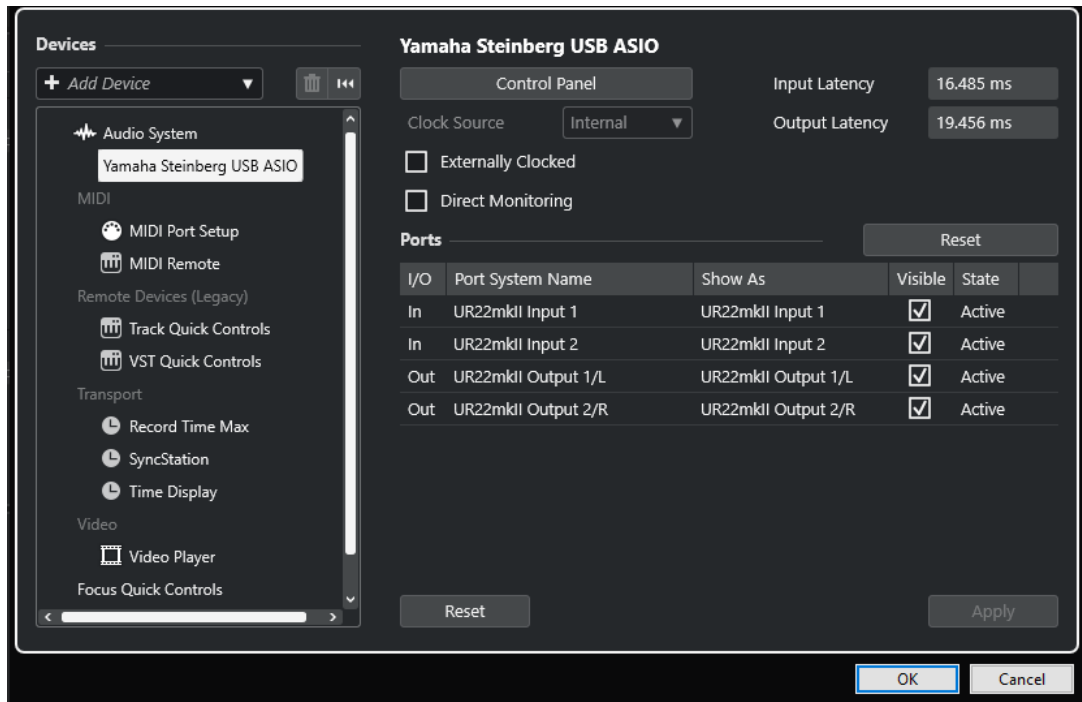 Devices
Add Device
Audio System
Yamaha Steinberg USB ASIO
MIDI
MIDI Port Setup
MIDI Remote
Remote Devices (Legacy)
Track Quick Controls
VST Quick Controls
Transport
Record Time Max
SyncStation
Time Display
Video
Video Player
Focus Quick Controls
Yamaha Steinberg USB ASIO
Control Panel
Input Latency 16.485 ms
Clock Source Internal
Output Latency 19.456 ms
Externally Clocked
Direct Monitoring
Ports
Reset
I/O Port System Name Show As Visible State
In UR22mkII Input 1 UR22mkII Input 1 Active
In UR22mkII Input 2 UR22mkII Input 2 Active
Out UR22mkII Output 1/L UR22mkII Output 1/L Active
Out UR22mkII Output 2/R UR22mkII Output 2/R Active
Reset
Apply
OK
Cancel